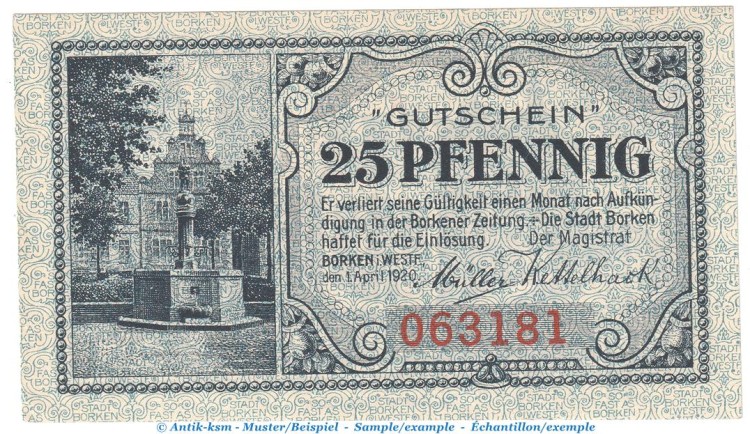 "GUTSCHEIN"
25 PFENNIG
Er verliert seine Gültigkeit einen Monat nach Aufkün-
digung in der Borkener Zeitung. - Die Stadt Borken
haftet für die Einlösung. Der Magistrat
BORKEN i. WESTF.
den 1. April 1920. Müller Kettelhack
063181
© Antik-ksm - Muster/Beispiel - Sample/example - Échantillon/exemple